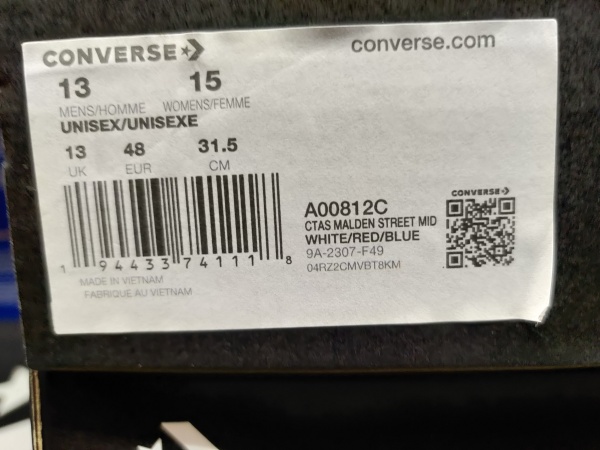 CONVERSE
converse.com
13 15
MENS/HOMME WOMENS/FEMME
UNISEX/UNISEXE
13 48 31.5
UK EUR CM
A00812C
CTAS MALDEN STREET MID
WHITE/RED/BLUE
9A-2307-F49
04RZ2CMVBT8KM
CONVERSE
1 94433 74111 8
MADE IN VIETNAM
FABRIQUE AU VIETNAM